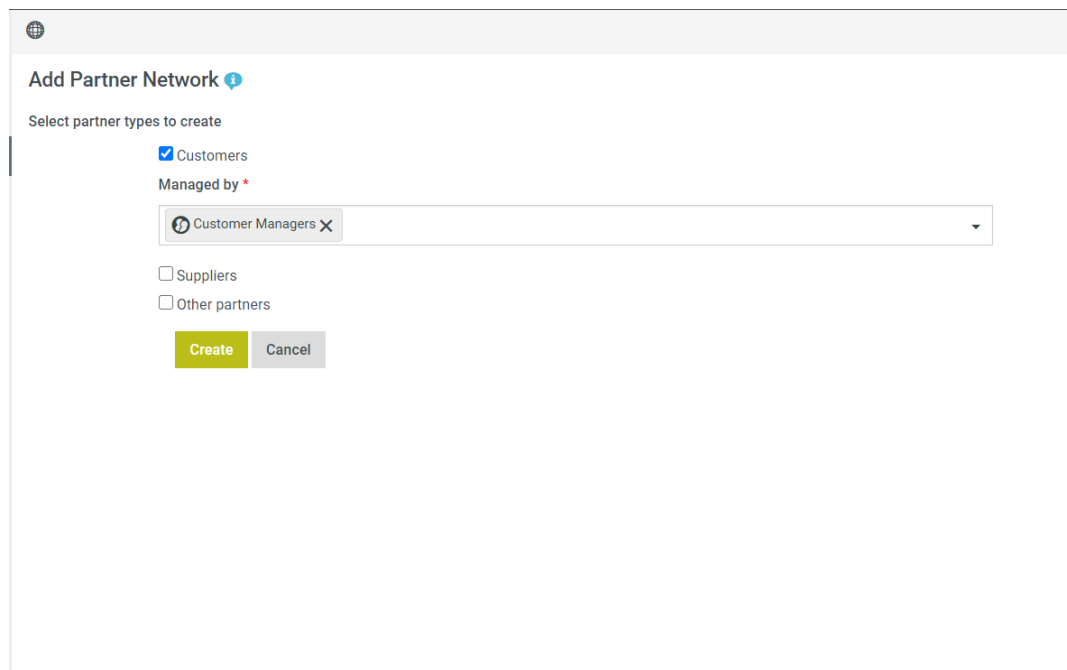 Add Partner Network
Select partner types to create
Customers
Managed by *
Customer Managers
Suppliers
Other partners
Create Cancel